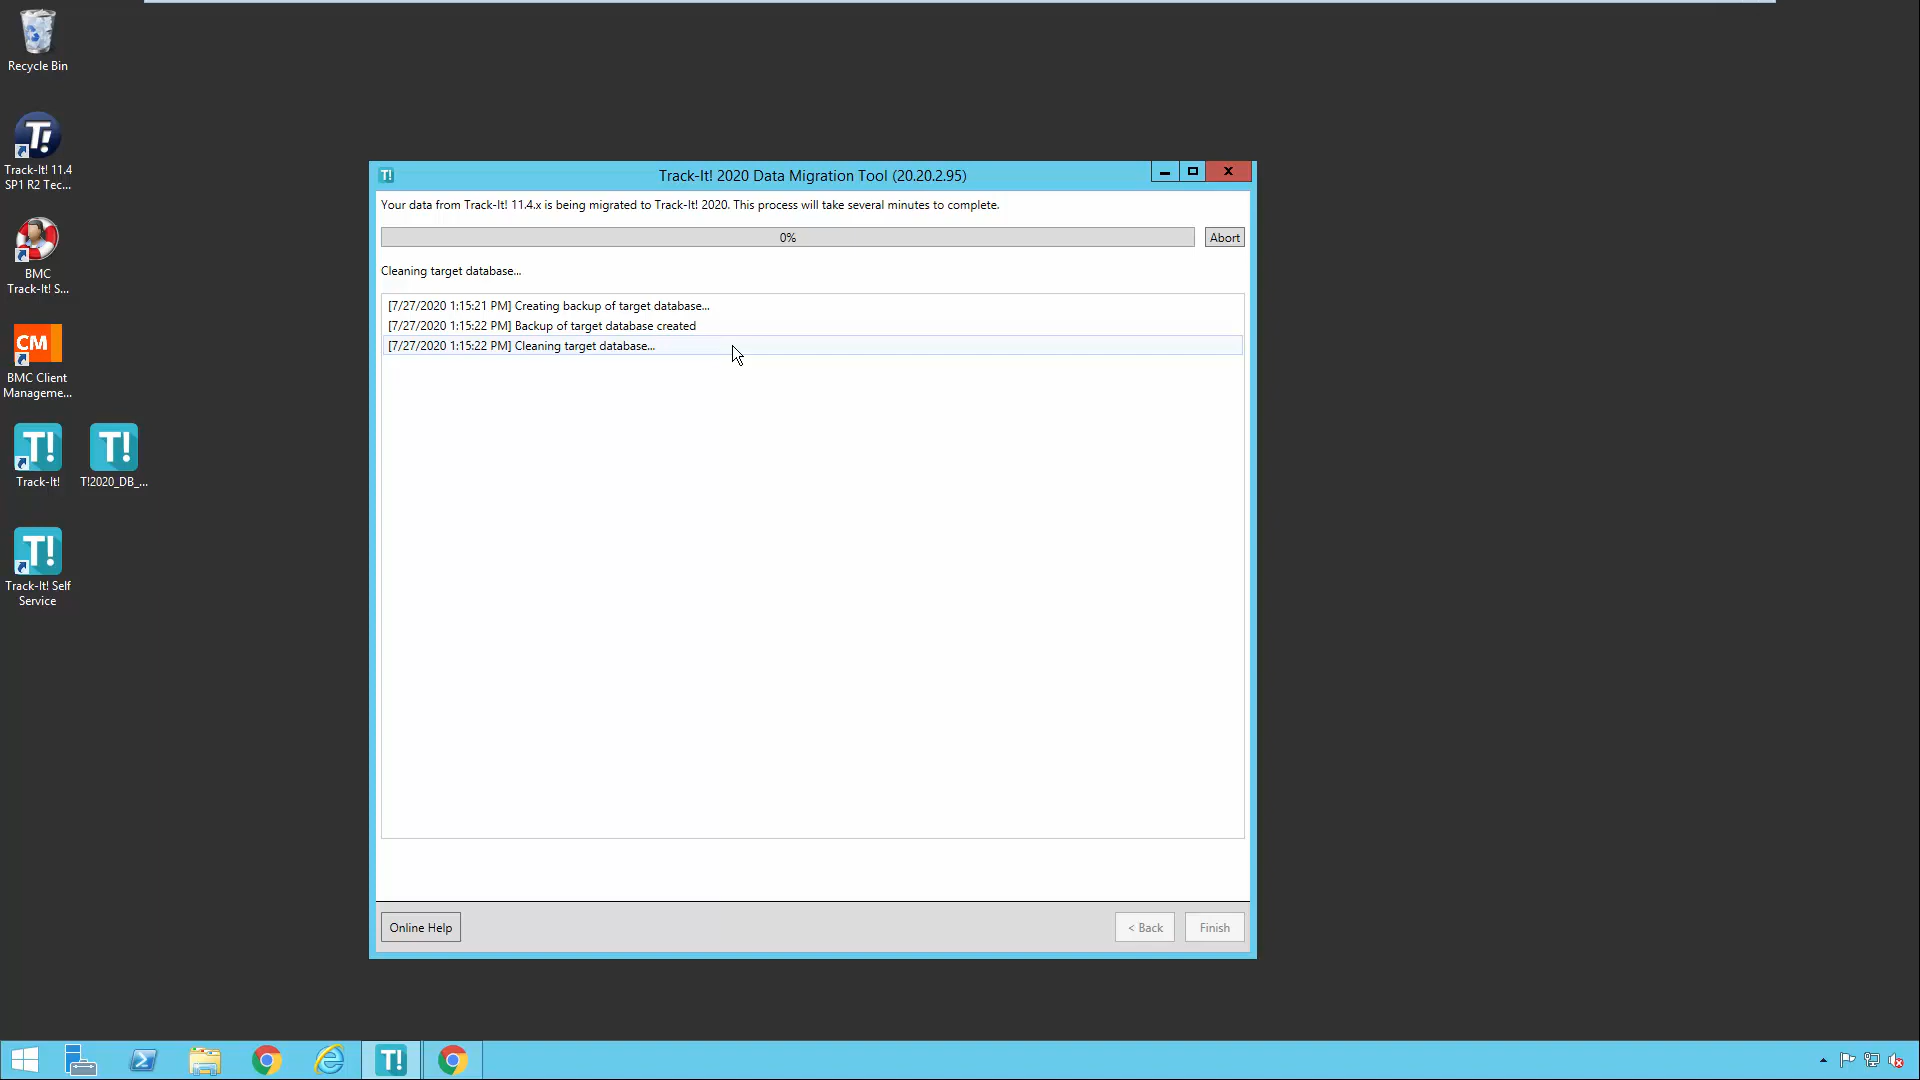 Recycle Bin
Track-It! 11.4
SP1 R2 Tec...
BMC
Track-It! S...
CM
BMC Client
Manageme...
T!
Track-It!
T!
T!2020_DB_...
T!
Track-It! Self
Service
T!
Track-It! 2020 Data Migration Tool (20.20.2.95)
Your data from Track-It! 11.4.x is being migrated to Track-It! 2020. This process will take several minutes to complete.
0%
Abort
Cleaning target database...
[7/27/2020 1:15:21 PM] Creating backup of target database...
[7/27/2020 1:15:22 PM] Backup of target database created
[7/27/2020 1:15:22 PM] Cleaning target database...
Online Help
< Back
Finish
T!